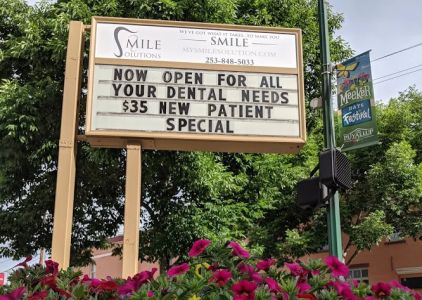 SMILE
SOLUTIONS
WE'VE GOT WHAT IT TAKES...TO MAKE YOU
SMILE
MYSMILESOLUTION.COM
253-848-5033
NOW OPEN FOR ALL
YOUR DENTAL NEEDS
$35 NEW PATIENT
SPECIAL
Meeker
DAYS
Festival
PUYALLUP